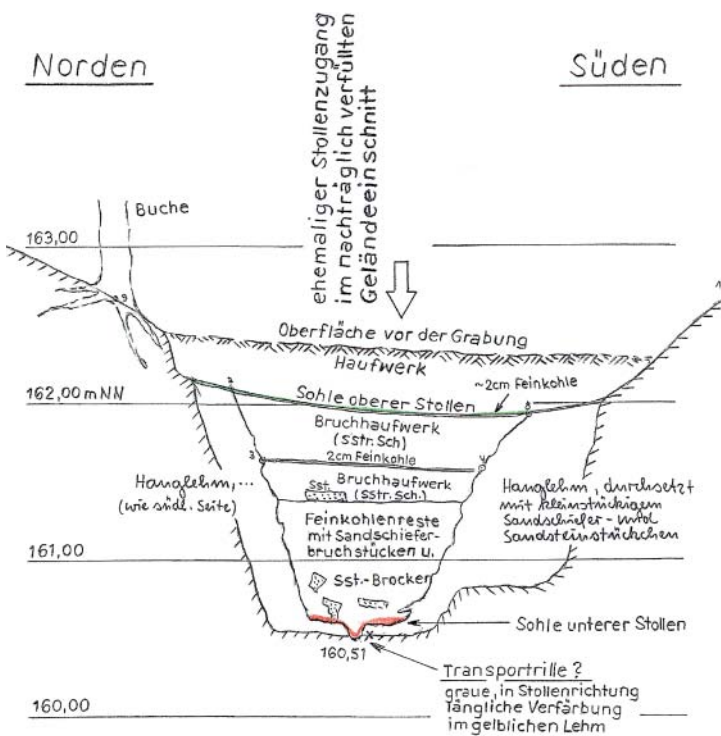 Norden
Süden
ehemaliger Stollenzugang
im nachträglich verfüllten
Geländeeinschnitt
Buche
163,00
Oberfläche vor der Grabung
Haufwerk
162,00 mNN
Sohle oberer Stollen
~2cm Feinkohle
Bruchhaufwerk
(sstr. Sch)
2cm Feinkohle
Hanglehm,...
(wie südl. Seite)
Sst. Bruchhaufwerk
(sstr. Sch.)
Hanglehm, durchsetzt
mit kleinstückigem
Sandschiefer- und
Sandsteinstückchen
Feinkohlenreste
mit Sandschiefer-
bruchstücken u.
161,00
Sst.-Brocken
Sohle unterer Stollen
160,51
Transportrille?
graue, in Stollenrichtung
längliche Verfärbung
im gelblichen Lehm
160,00